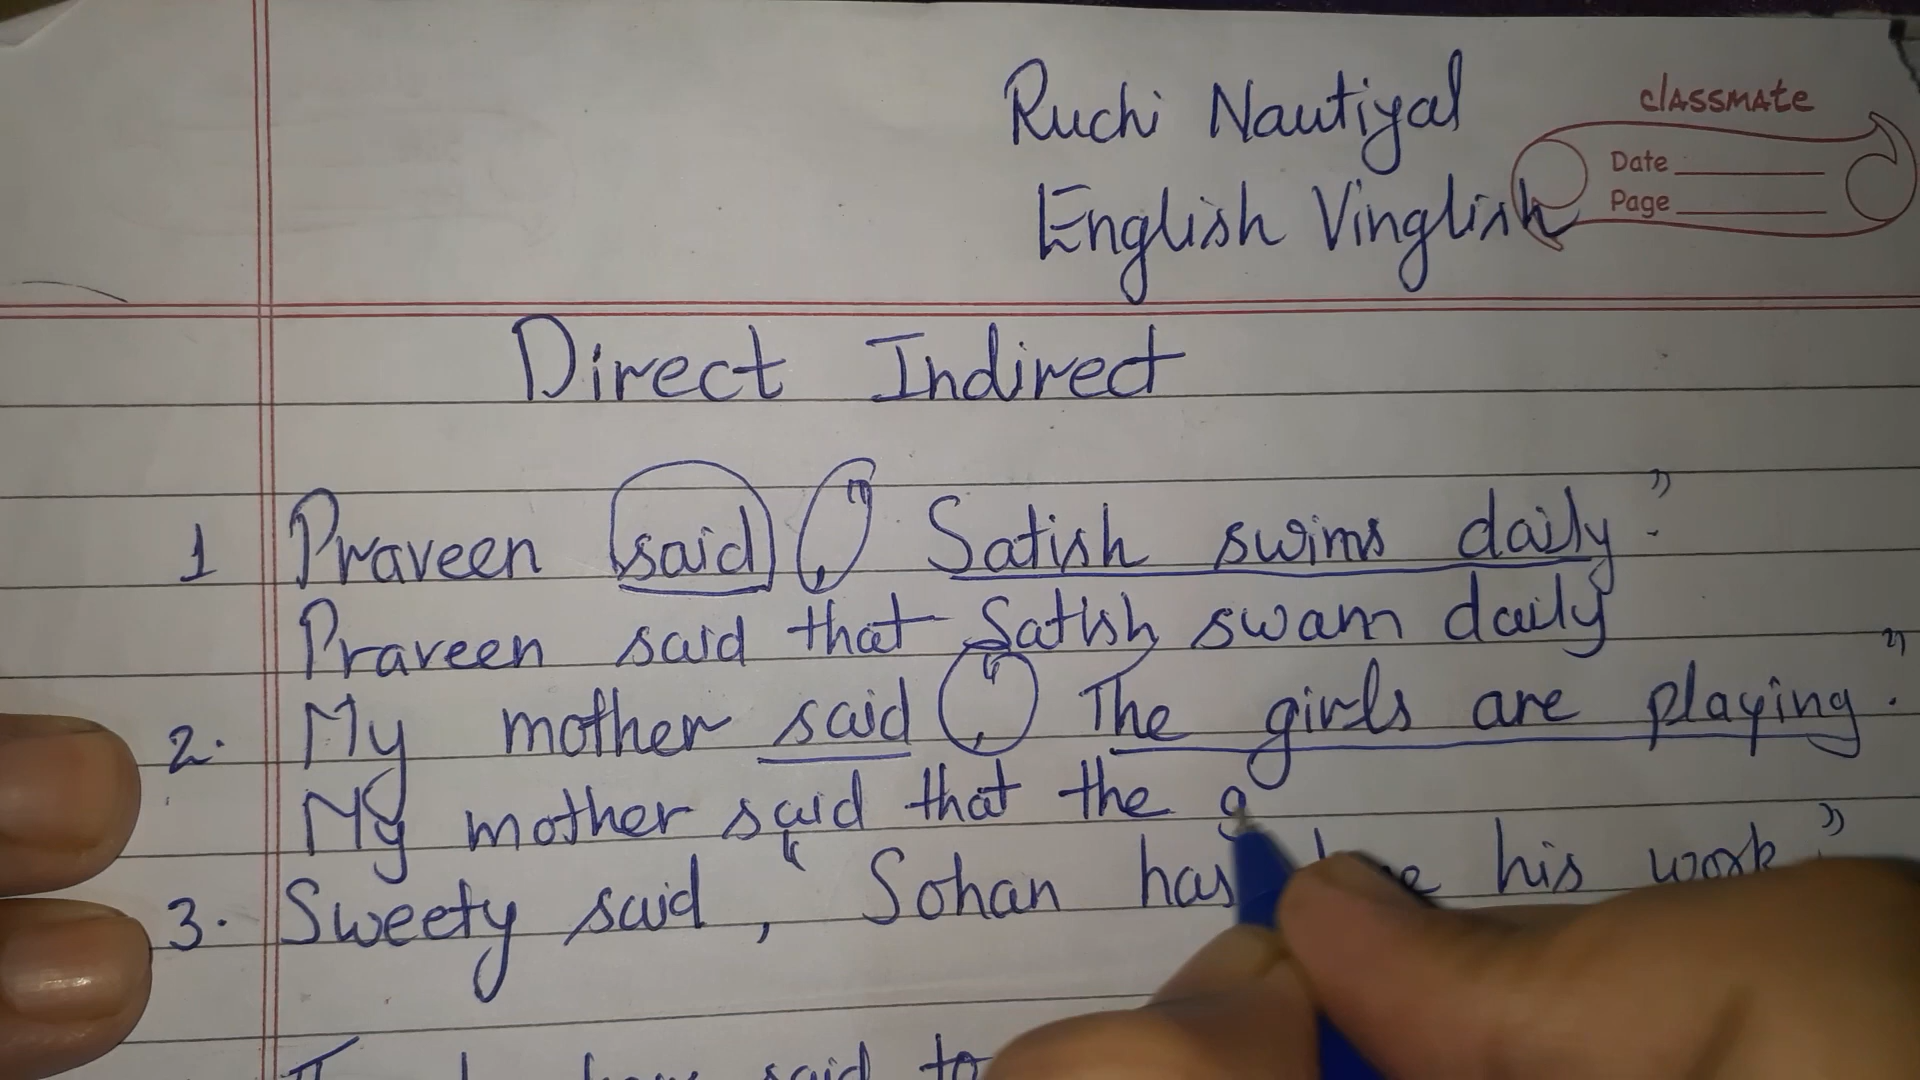 Ruchi Nautiyal
classmate
Date
Page
English Vinglish
Direct Indirect
1 Praveen said, " Satish swims daily."
Praveen said that Satish swam daily
2. My mother said, " The girls are playing."
My mother said that the g
3. Sweety said, " Sohan has his work."
said to